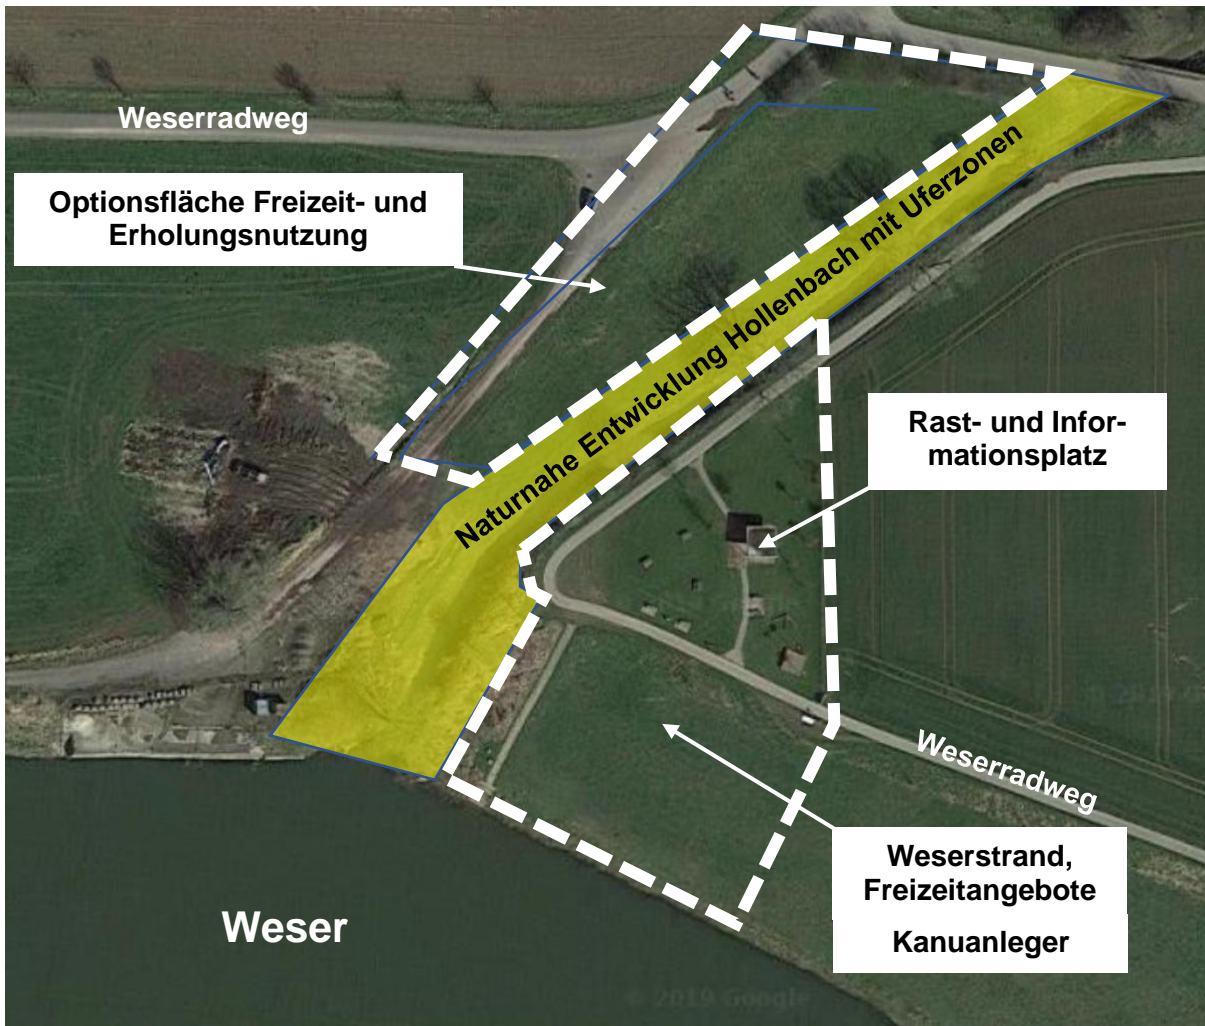 Weserradweg
Optionsfläche Freizeit- und
Erholungsnutzung
Naturnahe Entwicklung Hollenbach mit Uferzonen
Rast- und Infor-
mationsplatz
Weserradweg
Weserstrand,
Freizeitangebote
Kanuanleger
Weser
© 2019 Google